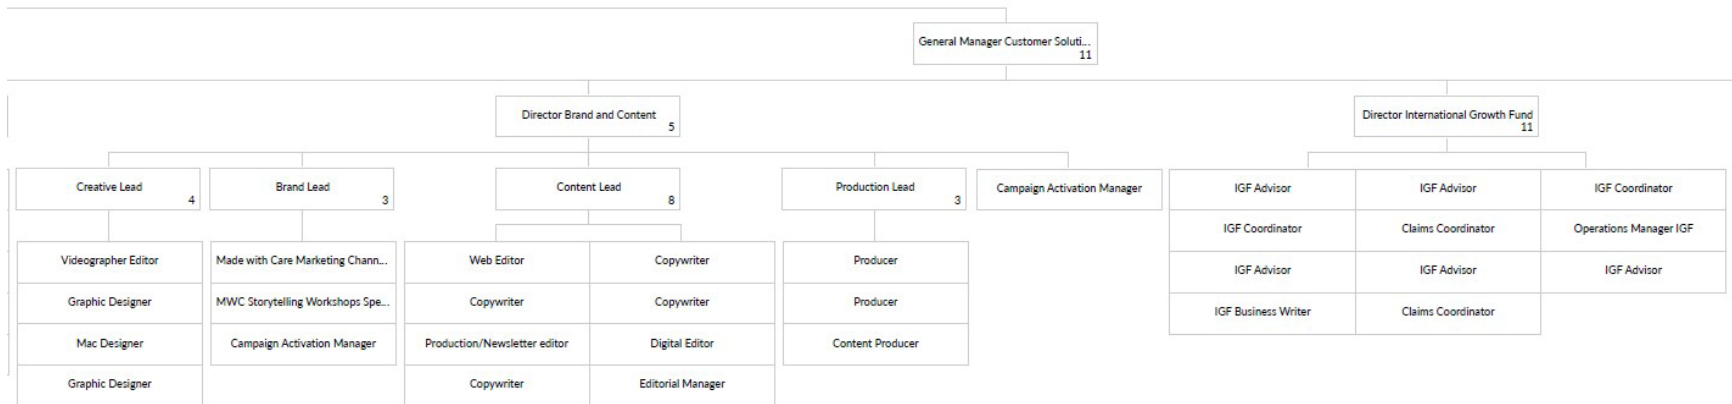 General Manager Customer Soluti...
11
Director Brand and Content
5
Director International Growth Fund
11
Creative Lead
4
Brand Lead
3
Content Lead
8
Production Lead
3
Campaign Activation Manager
Videographer Editor
Graphic Designer
Mac Designer
Graphic Designer
Made with Care Marketing Chann...
MWC Storytelling Workshops Spe...
Campaign Activation Manager
Web Editor
Copywriter
Copywriter
Copywriter
Production/Newsletter editor
Digital Editor
Copywriter
Editorial Manager
Producer
Producer
Content Producer
IGF Advisor
IGF Advisor
IGF Coordinator
IGF Coordinator
Claims Coordinator
Operations Manager IGF
IGF Advisor
IGF Advisor
IGF Advisor
IGF Business Writer
Claims Coordinator